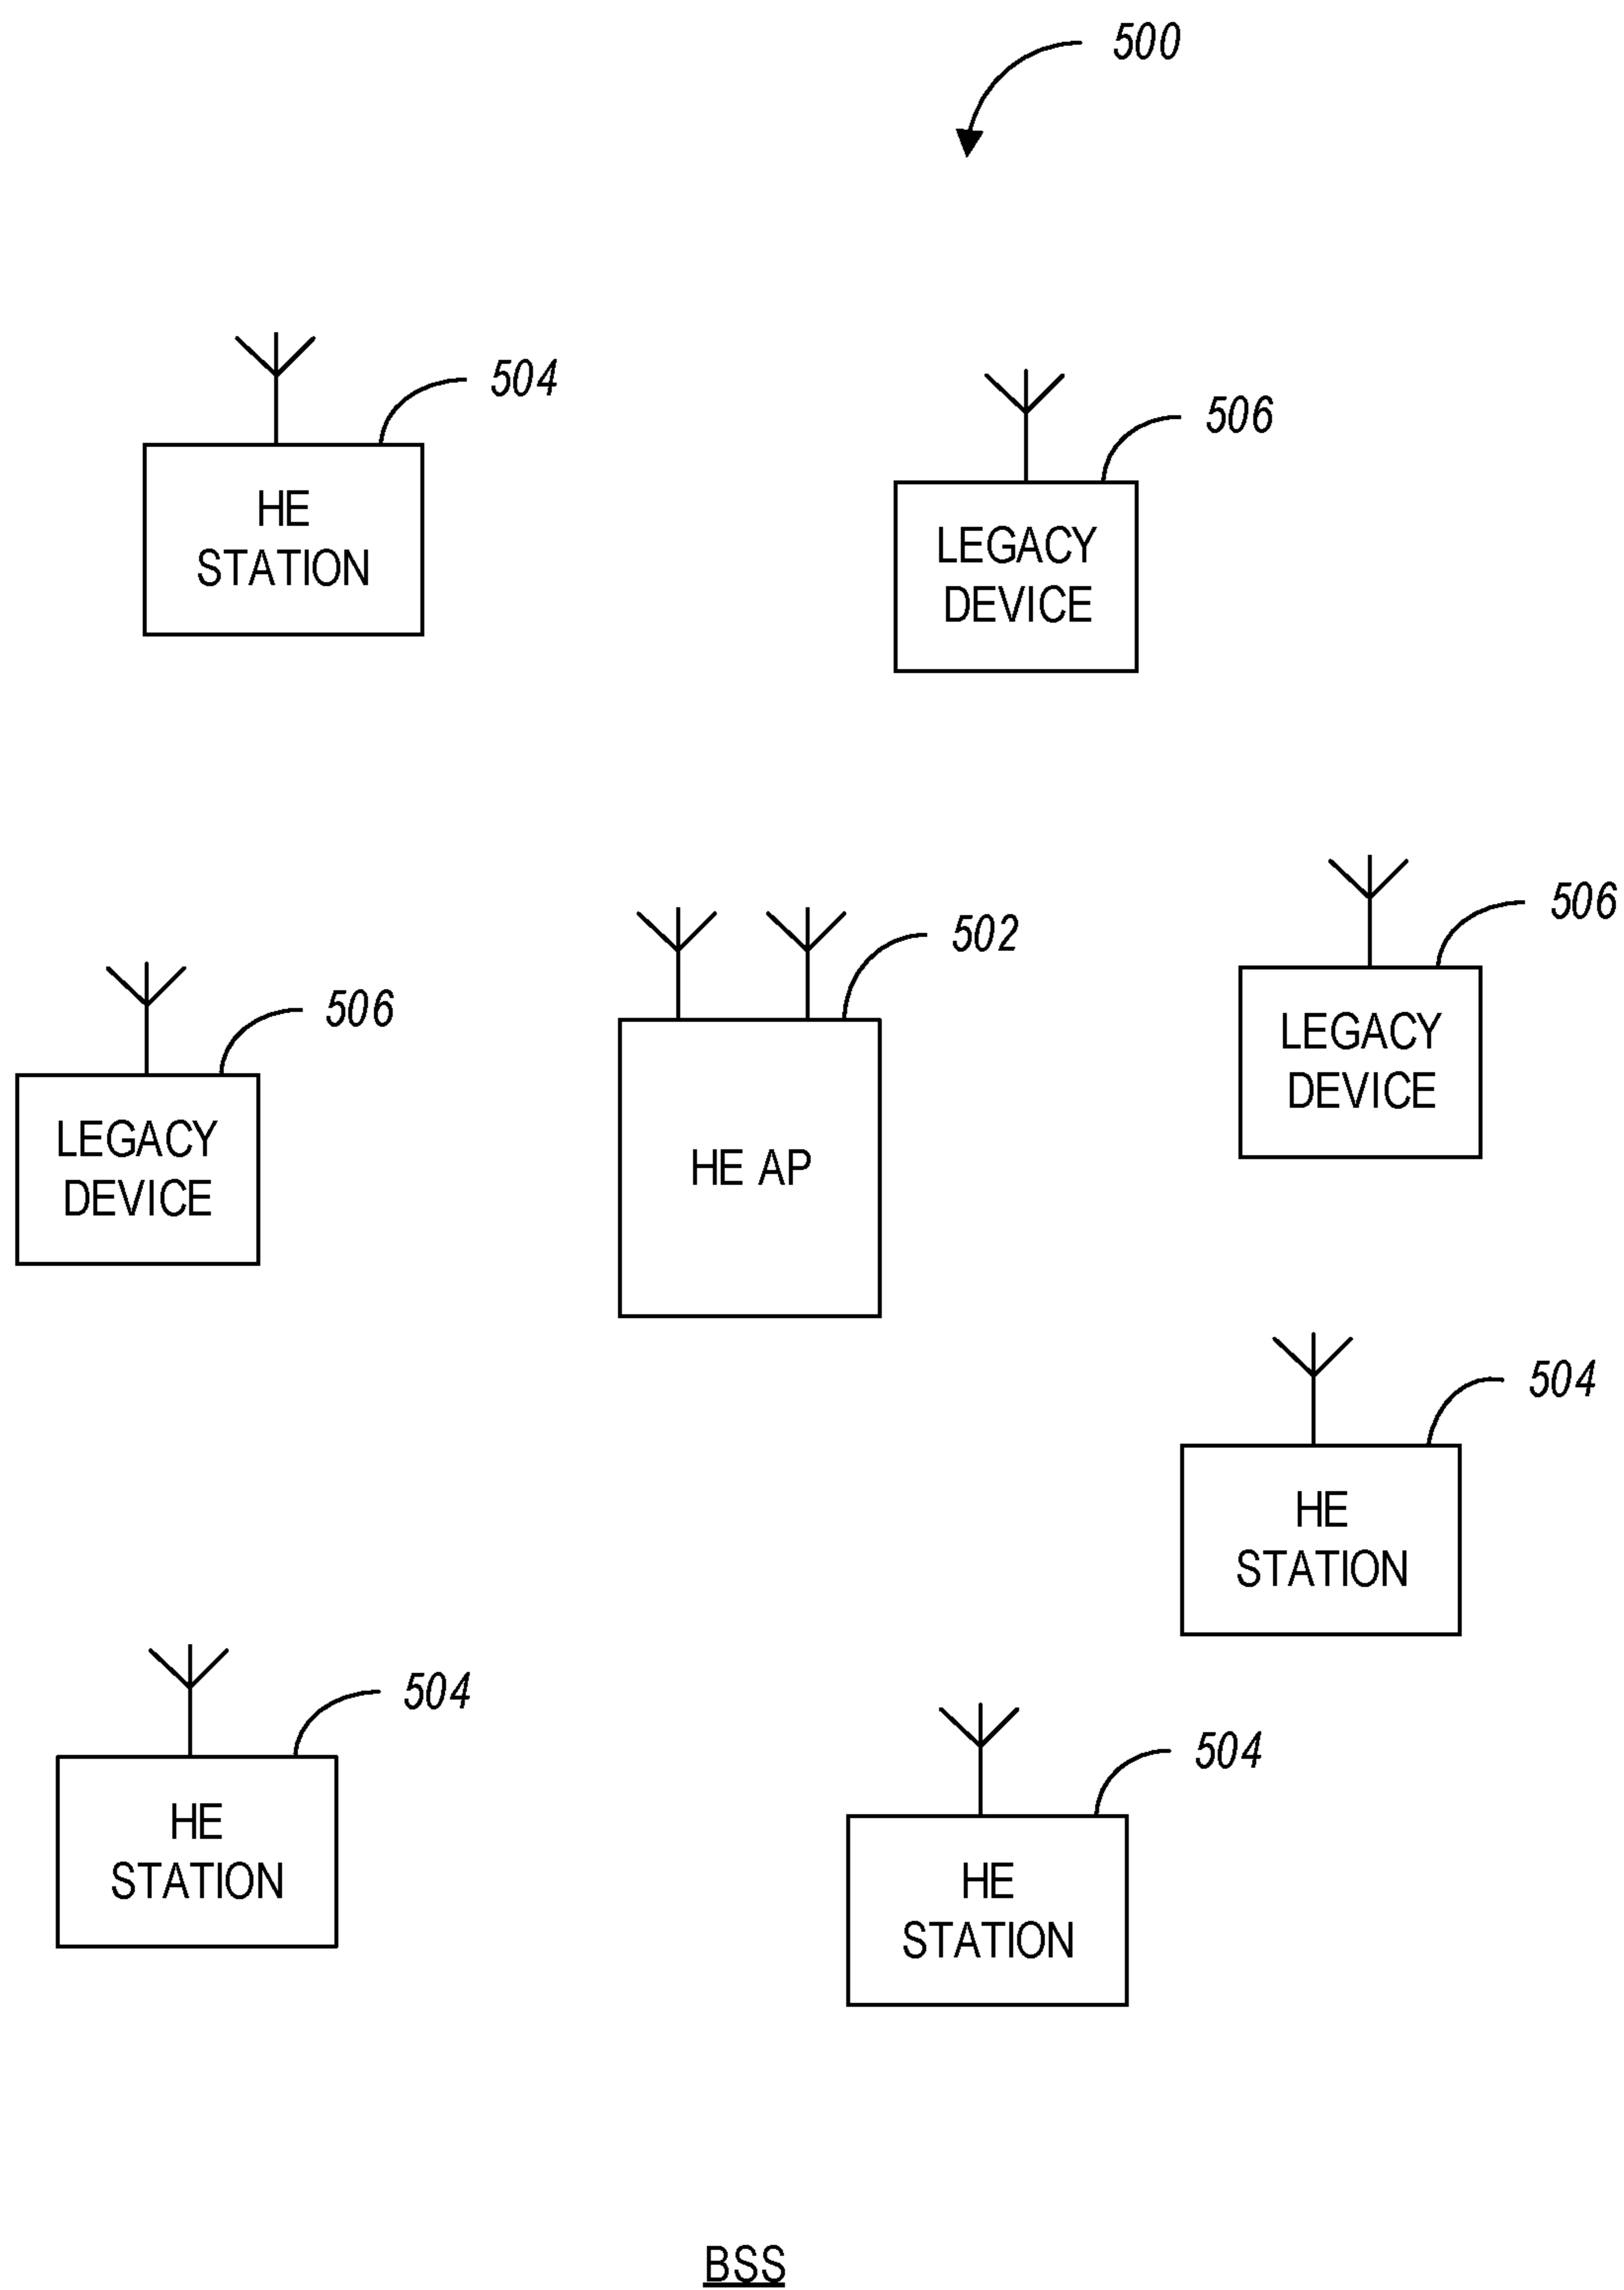 500
504
HE
STATION
506
LEGACY
DEVICE
506
LEGACY
DEVICE
502
HE AP
506
LEGACY
DEVICE
504
HE
STATION
504
HE
STATION
504
HE
STATION
BSS